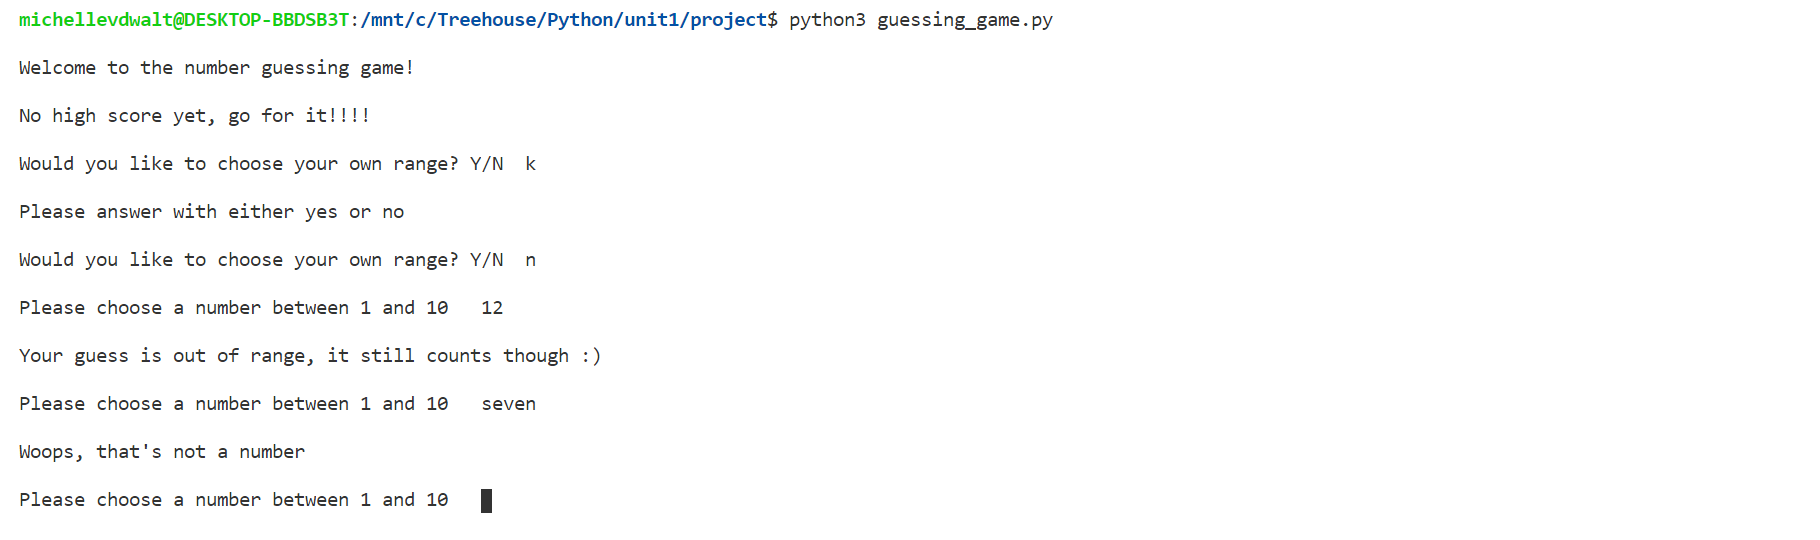 michellevdwalt@DESKTOP-BBDSB3T:/mnt/c/Treehouse/Python/unit1/project$ python3 guessing_game.py
Welcome to the number guessing game!
No high score yet, go for it!!!!
Would you like to choose your own range? Y/N  k
Please answer with either yes or no
Would you like to choose your own range? Y/N  n
Please choose a number between 1 and 10   12
Your guess is out of range, it still counts though :)
Please choose a number between 1 and 10   seven
Woops, that's not a number
Please choose a number between 1 and 10